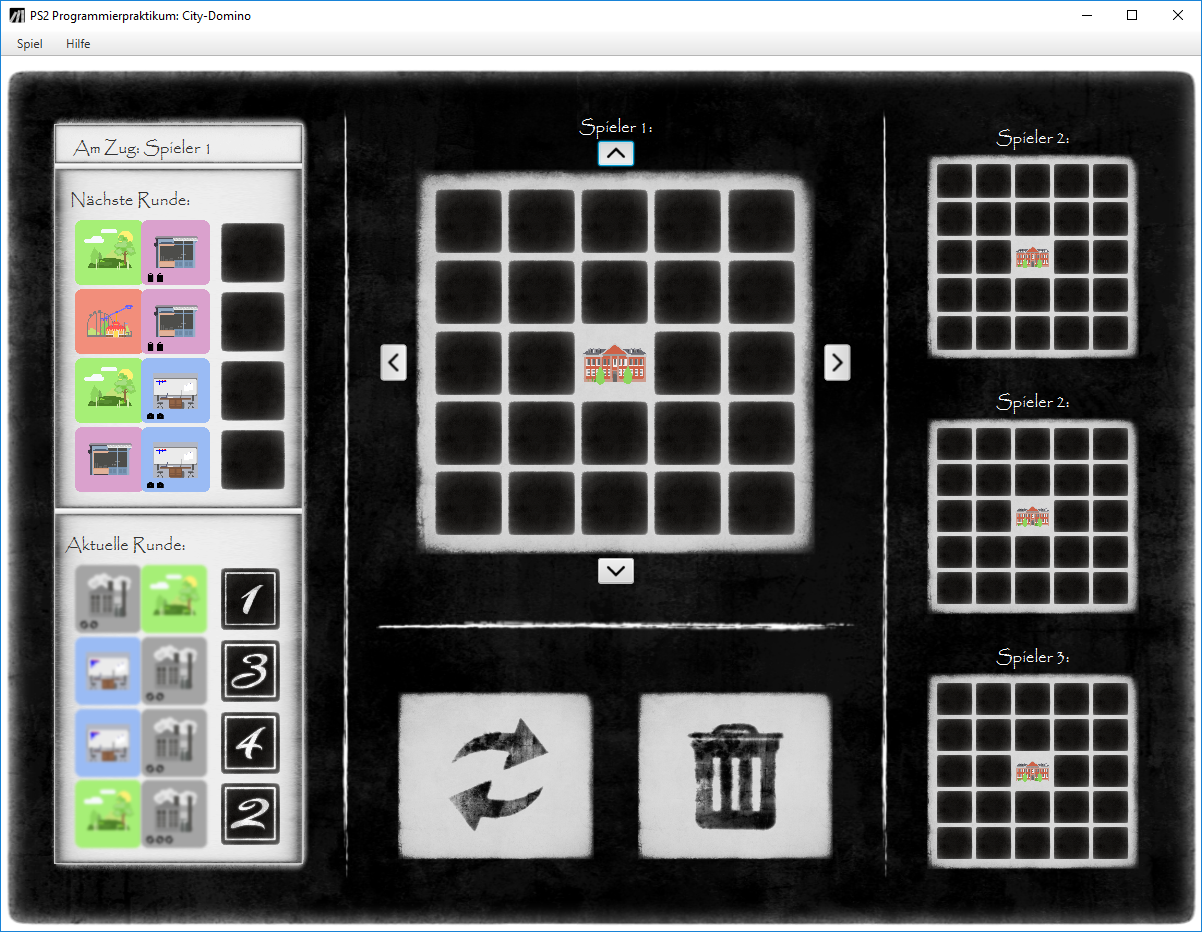 PS2 Programmierpraktikum: City-Domino
Spiel Hilfe
Am Zug: Spieler 1
Nächste Runde:
Aktuelle Runde:
1
3
4
2
Spieler 1:
Spieler 2:
Spieler 2:
Spieler 3: